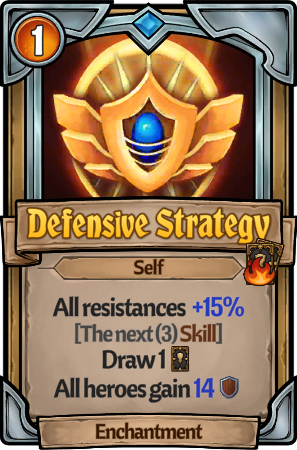 1
Defensive Strategy
Self
All resistances +15%
[The next (3) Skill]
Draw 1
All heroes gain 14
Enchantment